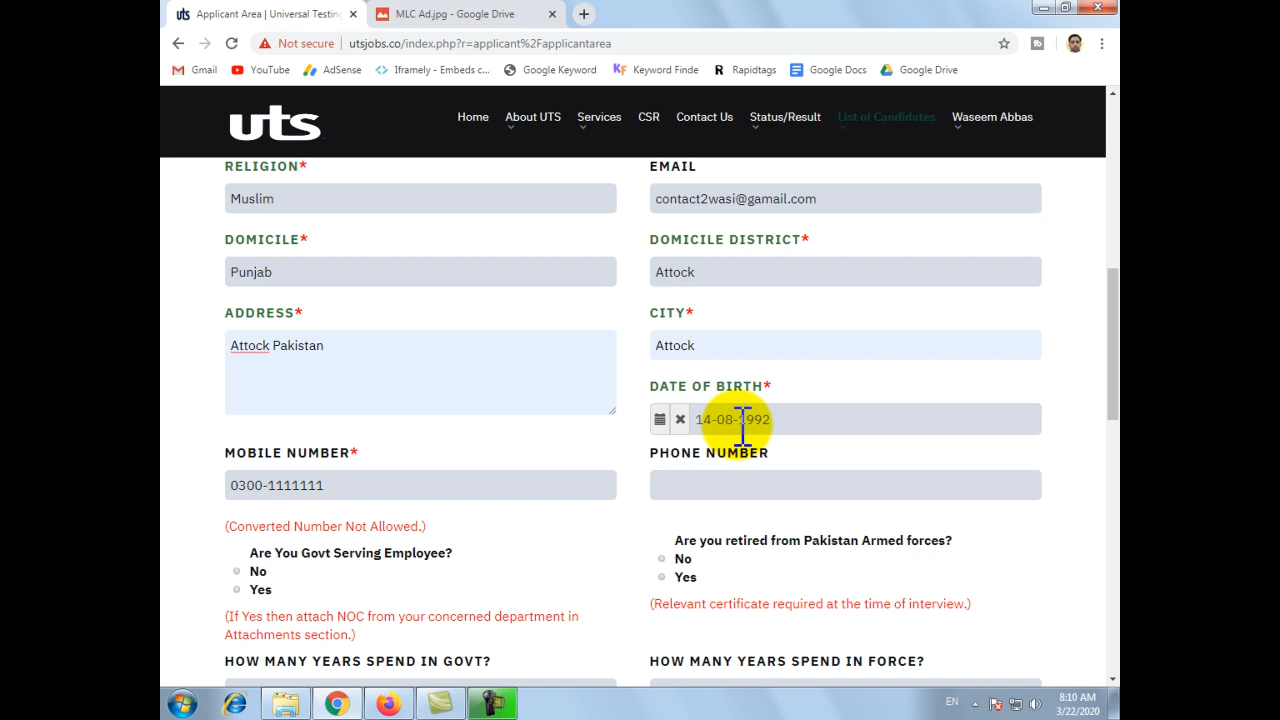 uts Applicant Area | Universal Testing
MLC Ad.jpg - Google Drive
Not secure utsjobs.co/index.php?r=applicant%2Fapplicantarea
Gmail YouTube AdSense Iframely - Embeds c... Google Keyword Keyword Finde Rapidtags Google Docs Google Drive
uts Home About UTS Services CSR Contact Us Status/Result List of Candidates Waseem Abbas
RELIGION* EMAIL
Muslim contact2wasi@gamail.com
DOMICILE* DOMICILE DISTRICT*
Punjab Attock
ADDRESS* CITY*
Attock Pakistan Attock
DATE OF BIRTH*
14-08-1992
MOBILE NUMBER* PHONE NUMBER
0300-1111111
(Converted Number Not Allowed.)
Are You Govt Serving Employee? Are you retired from Pakistan Armed forces?
No No
Yes Yes
(If Yes then attach NOC from your concerned department in (Relevant certificate required at the time of interview.)
Attachments section.)
HOW MANY YEARS SPEND IN GOVT? HOW MANY YEARS SPEND IN FORCE?
EN 8:10 AM
3/22/2020